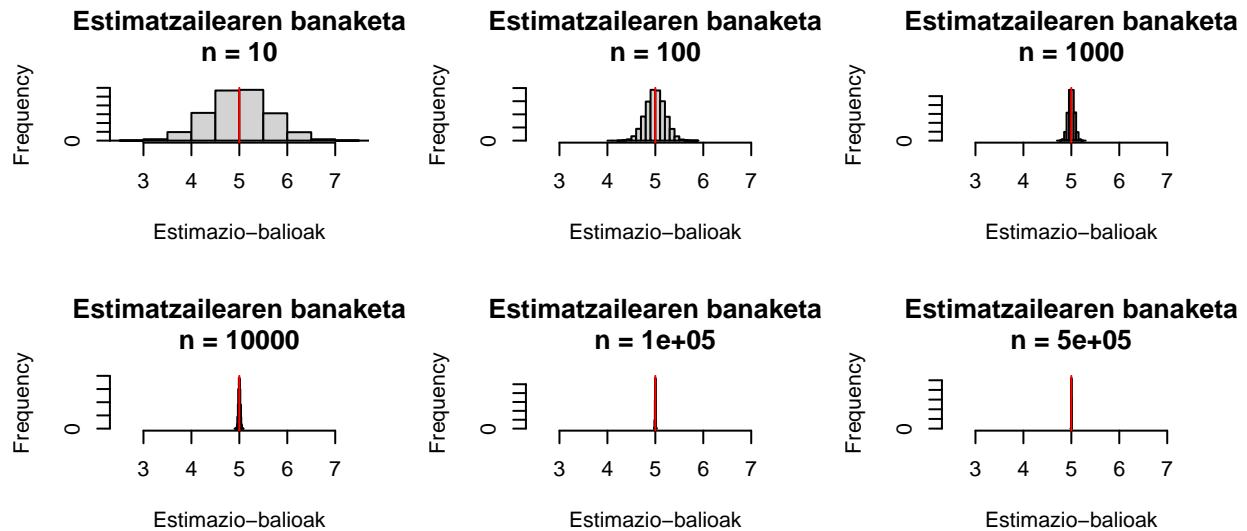 Estimatzailearen banaketa
n = 10
Frequency
0
3 4 5 6 7
Estimazio−balioak
Estimatzailearen banaketa
n = 100
Frequency
0
3 4 5 6 7
Estimazio−balioak
Estimatzailearen banaketa
n = 1000
Frequency
0
3 4 5 6 7
Estimazio−balioak
Estimatzailearen banaketa
n = 10000
Frequency
0
3 4 5 6 7
Estimazio−balioak
Estimatzailearen banaketa
n = 1e+05
Frequency
0
3 4 5 6 7
Estimazio−balioak
Estimatzailearen banaketa
n = 5e+05
Frequency
0
3 4 5 6 7
Estimazio−balioak